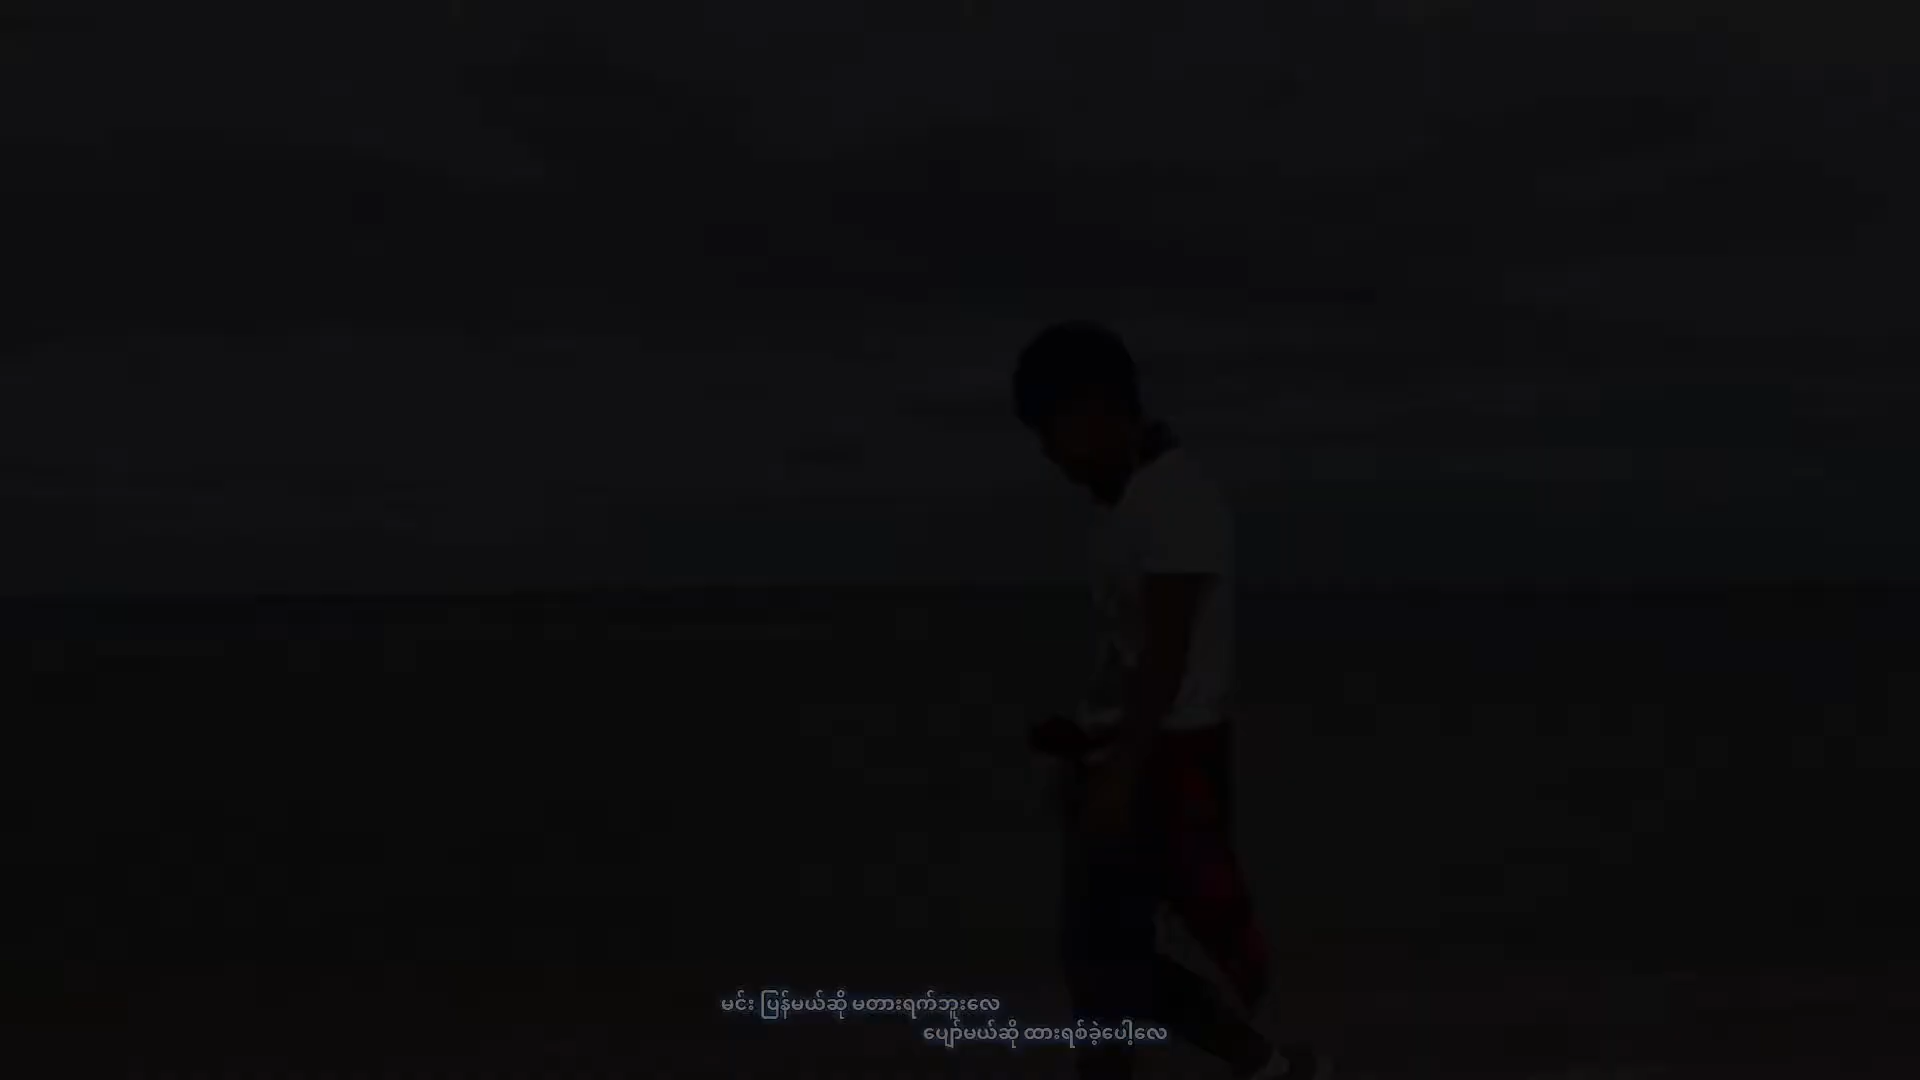 မင်း ပြန်မယ်ဆို မတားရက်ဘူးလေ
ပျော်မယ်ဆို ထားရစ်ခဲ့ပေါ့လေ